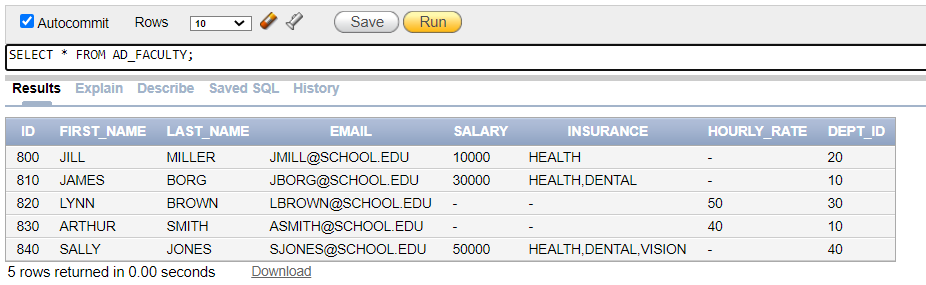 Autocommit Rows 10 Save Run
SELECT * FROM AD_FACULTY;
Results Explain Describe Saved SQL History
ID FIRST_NAME LAST_NAME EMAIL SALARY INSURANCE HOURLY_RATE DEPT_ID
800 JILL MILLER JMILL@SCHOOL.EDU 10000 HEALTH - 20
810 JAMES BORG JBORG@SCHOOL.EDU 30000 HEALTH,DENTAL - 10
820 LYNN BROWN LBROWN@SCHOOL.EDU - - 50 30
830 ARTHUR SMITH ASMITH@SCHOOL.EDU - - 40 10
840 SALLY JONES SJONES@SCHOOL.EDU 50000 HEALTH,DENTAL,VISION - 40
5 rows returned in 0.00 seconds Download